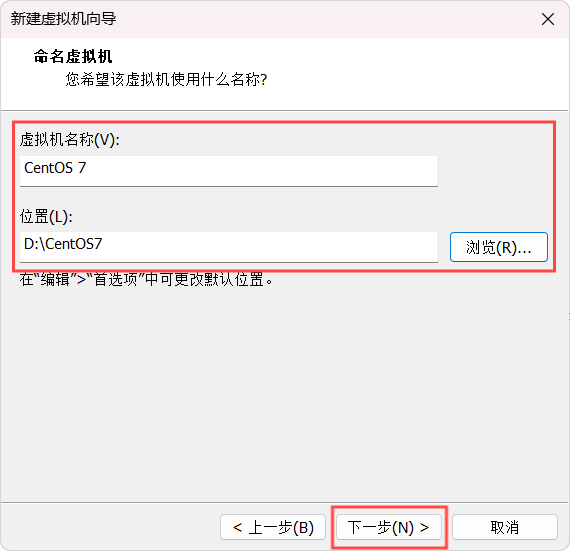 新建虚拟机向导
命名虚拟机
您希望该虚拟机使用什么名称?
虚拟机名称(V):
CentOS 7
位置(L):
D:\CentOS7
浏览(R)...
在“编辑”>“首选项”中可更改默认位置。
< 上一步(B)
下一步(N) >
取消